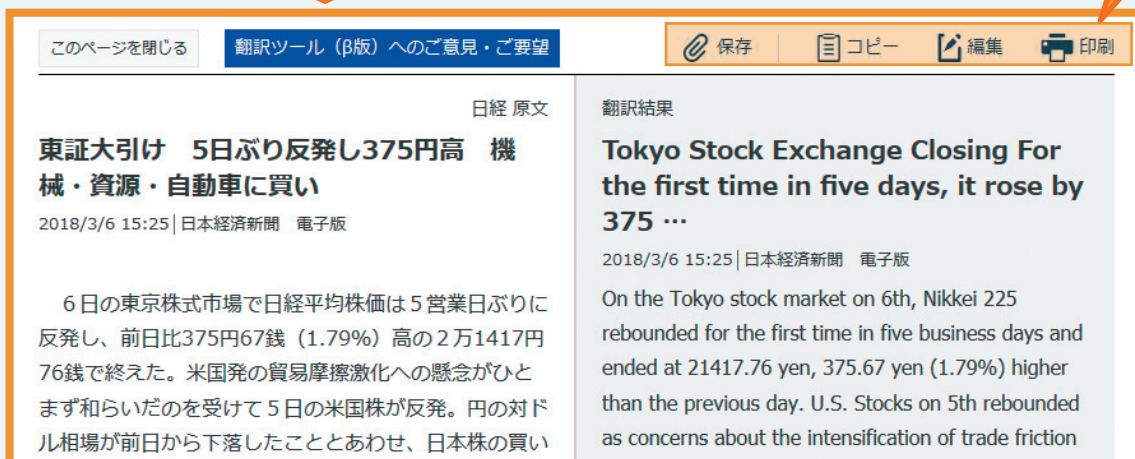 このページを閉じる
翻訳ツール（β版）へのご意見・ご要望
保存
コピー
編集
印刷
日経 原文
東証大引け　5日ぶり反発し375円高　機
械・資源・自動車に買い
2018/3/6 15:25│日本経済新聞　電子版
　６日の東京株式市場で日経平均株価は５営業日ぶりに
反発し、前日比375円67銭（1.79%）高の２万1417円
76銭で終えた。米国発の貿易摩擦激化への懸念がひと
まず和らいだのを受けて５日の米国株が反発。円の対ド
ル相場が前日から下落したこととあわせ、日本株の買い
翻訳結果
Tokyo Stock Exchange Closing For
the first time in five days, it rose by
375 …
2018/3/6 15:25│日本経済新聞　電子版
On the Tokyo stock market on 6th, Nikkei 225
rebounded for the first time in five business days and
ended at 21417.76 yen, 375.67 yen (1.79%) higher
than the previous day. U.S. Stocks on 5th rebounded
as concerns about the intensification of trade friction